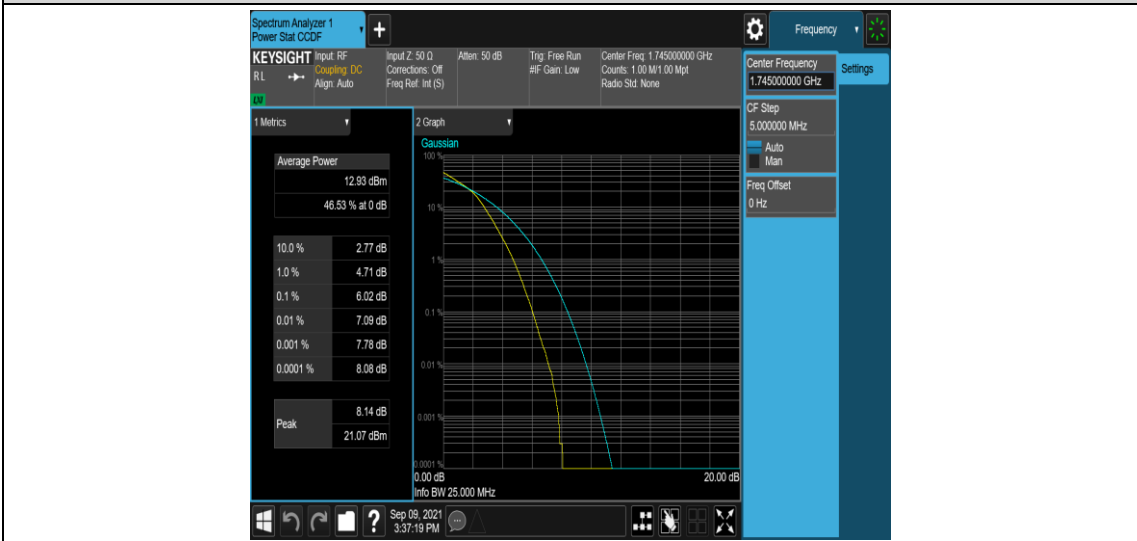 Spectrum Analyzer 1
Power Stat CCDF
+
Frequency
KEYSIGHT
RL
LXI
Input: RF
Coupling: DC
Align: Auto
Input Z: 50 Ω
Corrections: Off
Freq Ref: Int (S)
Atten: 50 dB
Trig: Free Run
#IF Gain: Low
Center Freq: 1.745000000 GHz
Counts: 1.00 M/1.00 Mpt
Radio Std: None
Center Frequency
1.745000000 GHz
Settings
CF Step
5.000000 MHz
Auto
Man
Freq Offset
0 Hz
1 Metrics
Average Power
12.93 dBm
46.53 % at 0 dB
10.0 % 2.77 dB
1.0 % 4.71 dB
0.1 % 6.02 dB
0.01 % 7.09 dB
0.001 % 7.78 dB
0.0001 % 8.08 dB
Peak
8.14 dB
21.07 dBm
2 Graph
Gaussian
100 %
10 %
1 %
0.1 %
0.01 %
0.001 %
0.0001 %
0.00 dB 20.00 dB
Info BW 25.000 MHz
?
Sep 09, 2021
3:37:19 PM